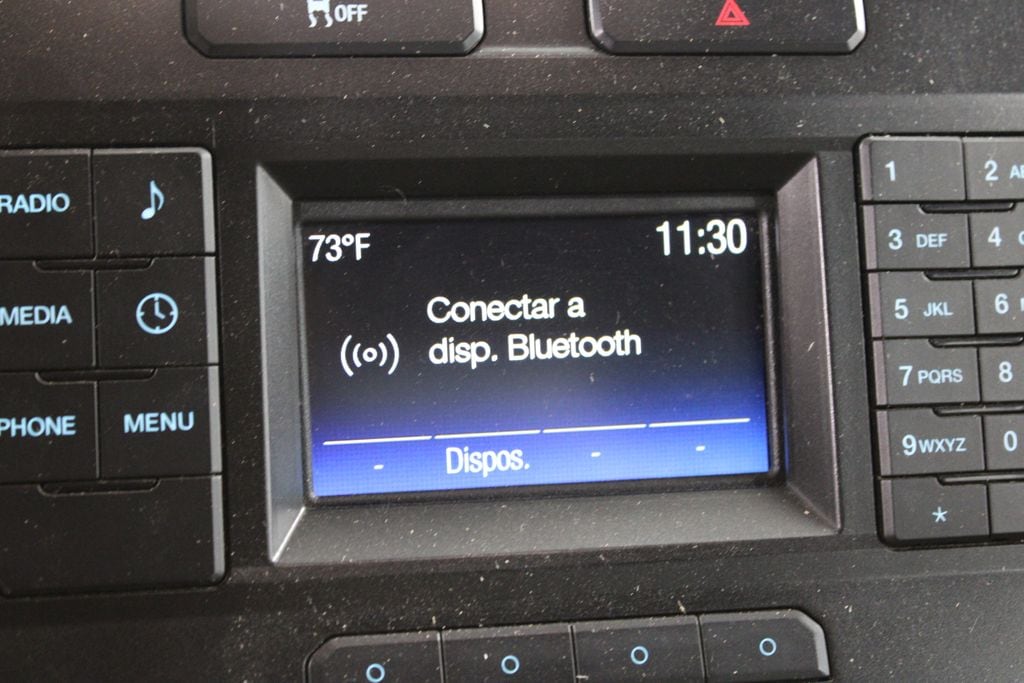 OFF
RADIO
MEDIA
PHONE
MENU
73°F
11:30
Conectar a
disp. Bluetooth
- Dispos. - -
1
2
3 DEF
4
5 JKL
6
7 PQRS
8
9 WXYZ
0
*